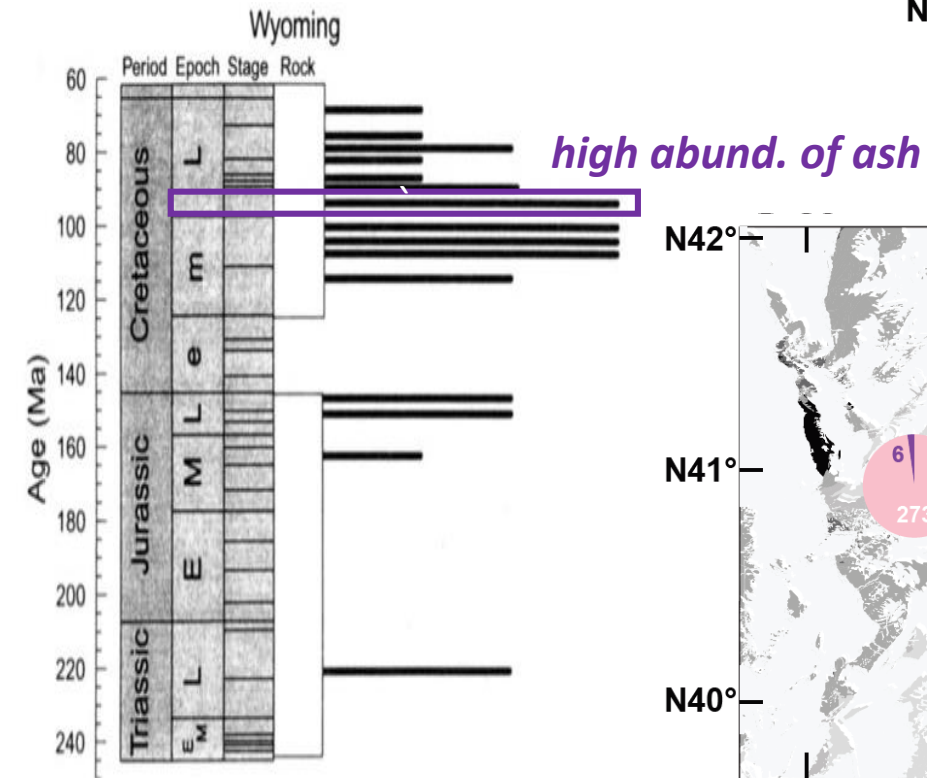 Wyoming
Period Epoch Stage Rock
Age (Ma)
60
80
100
120
140
160
180
200
220
240
Cretaceous
L
m
e
Jurassic
L
M
E
Triassic
L
E
M
high abund. of ash
N
N42°
N41°
N40°
6
273